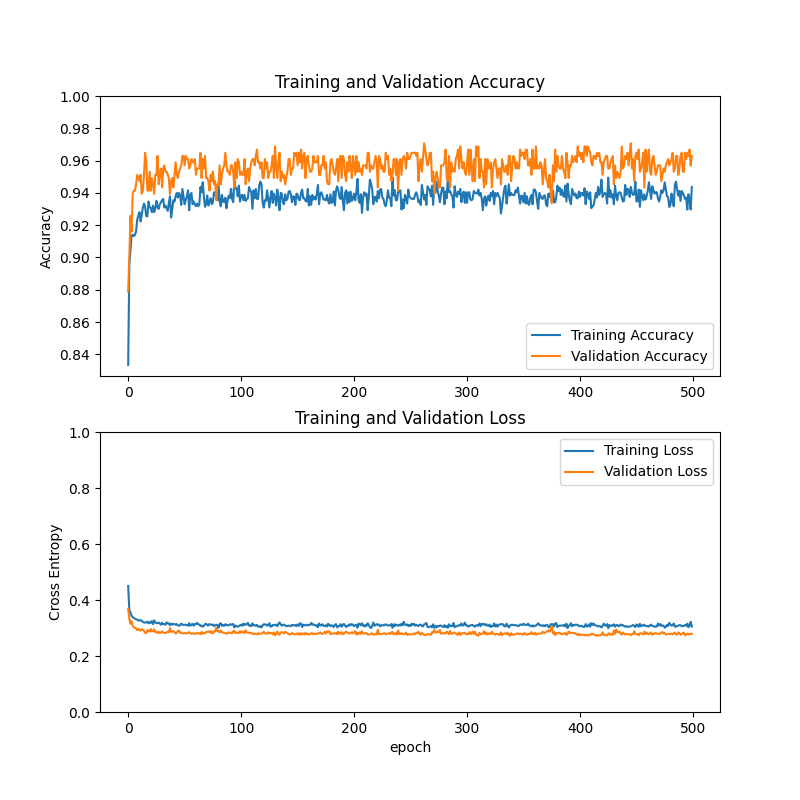 Training and Validation Accuracy
1.00
0.98
0.96
0.94
0.92
0.90
0.88
0.86
0.84
Accuracy
Training Accuracy
Validation Accuracy
0 100 200 300 400 500
Training and Validation Loss
1.0
0.8
0.6
0.4
0.2
0.0
Cross Entropy
Training Loss
Validation Loss
0 100 200 300 400 500
epoch